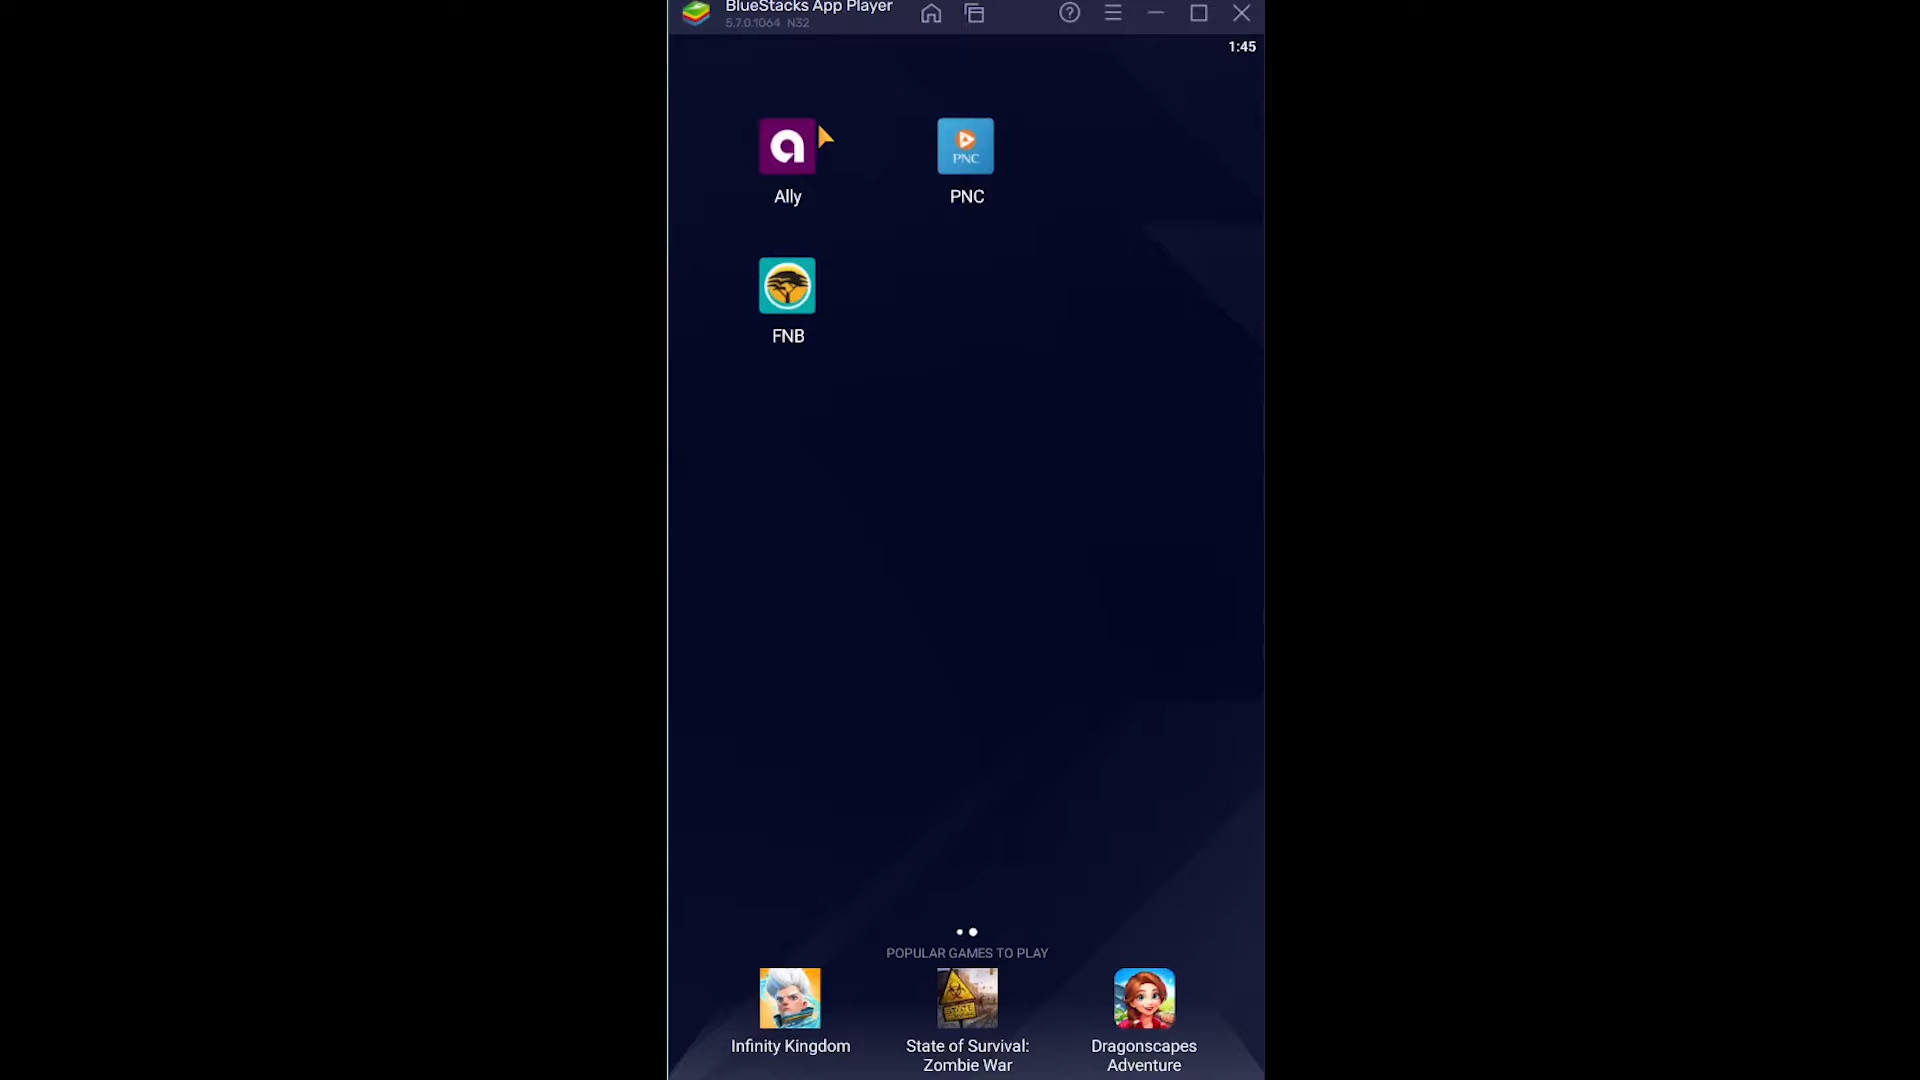 BlueStacks App Player
5.7.0.1064 N32
1:45
PNC
Ally
PNC
FNB
POPULAR GAMES TO PLAY
Infinity Kingdom
State of Survival:
Zombie War
Dragonscapes
Adventure